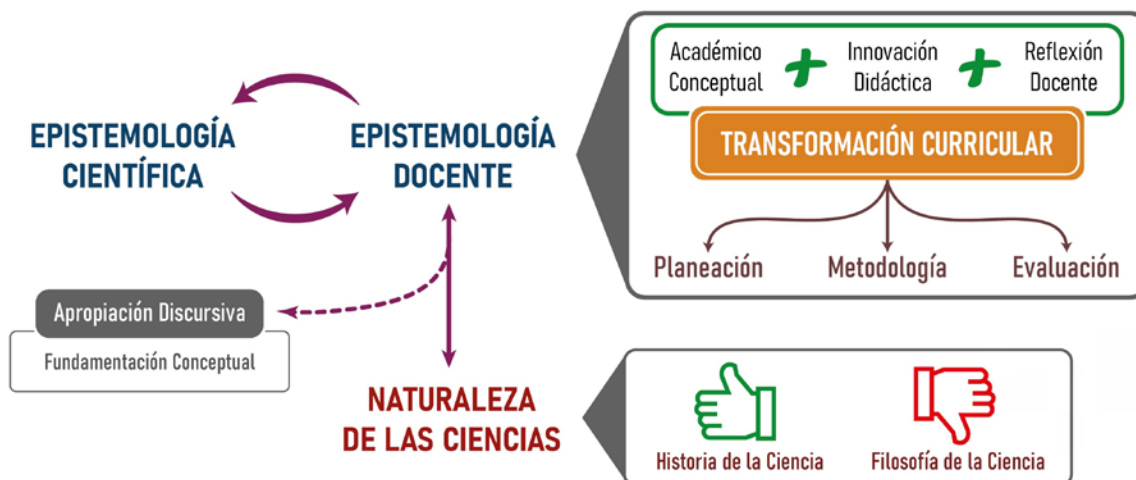 EPISTEMOLOGÍA
CIENTÍFICA
EPISTEMOLOGÍA
DOCENTE
Académico
Conceptual
+
Innovación
Didáctica
+
Reflexión
Docente
TRANSFORMACIÓN CURRICULAR
Planeación
Metodología
Evaluación
Apropiación Discursiva
Fundamentación Conceptual
NATURALEZA
DE LAS CIENCIAS
Historia de la Ciencia
Filosofía de la Ciencia